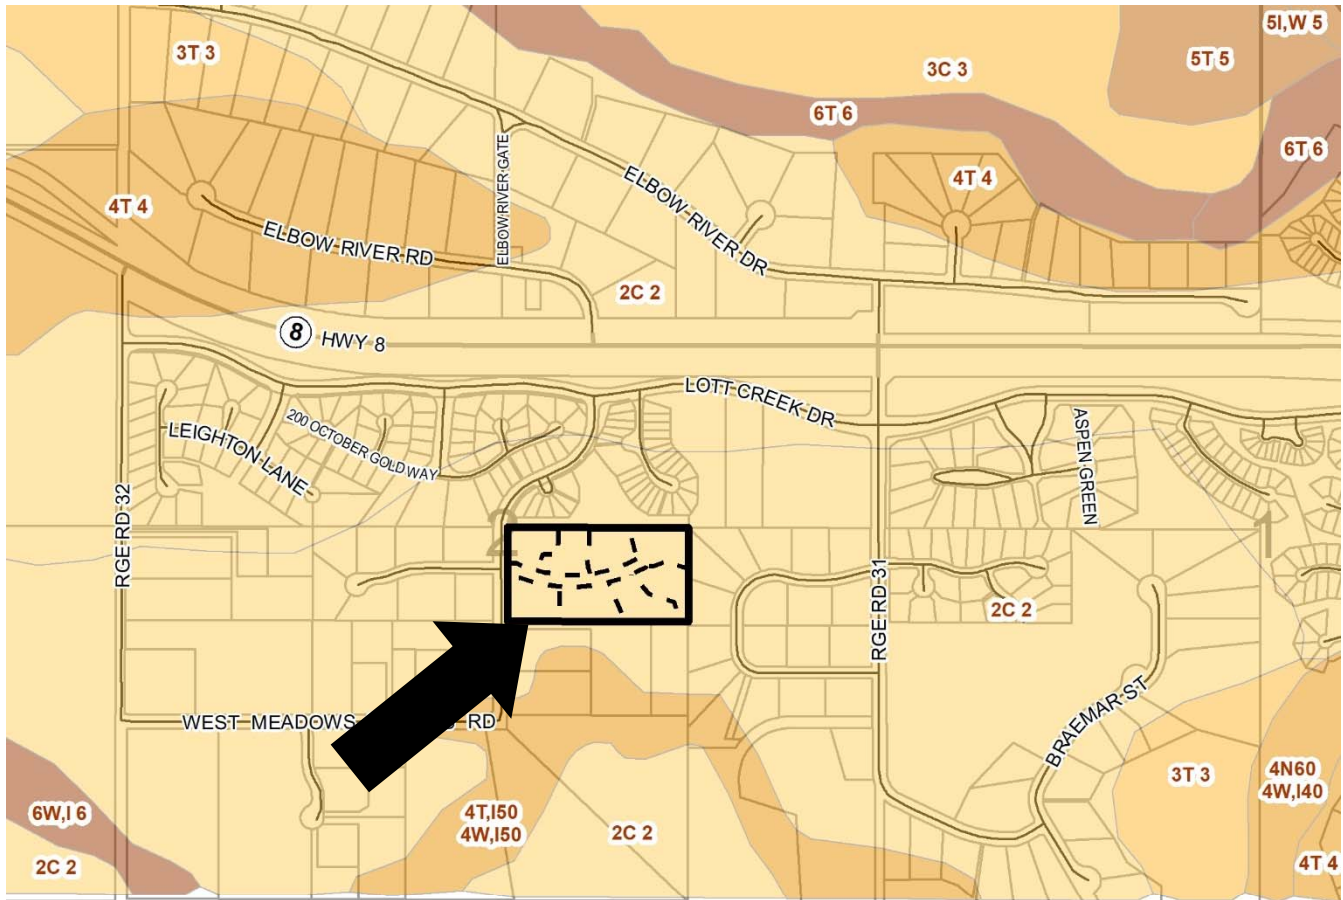 5I,W 5
3T 3
3C 3
5T 5
6T 6
6T 6
ELBOW RIVER GATE
ELBOW RIVER DR
4T 4
4T 4
ELBOW RIVER RD
2C 2
8
HWY 8
LOTT CREEK DR
LEIGHTON LANE
200 OCTOBER GOLD WAY
ASPEN GREEN
RGE RD 32
2
1
RGE RD 31
2C 2
WEST MEADOWS
RD
BRAEMAR ST
3T 3
4N60
4W,I40
6W,I 6
4T,I50
4W,I50
2C 2
2C 2
4T 4